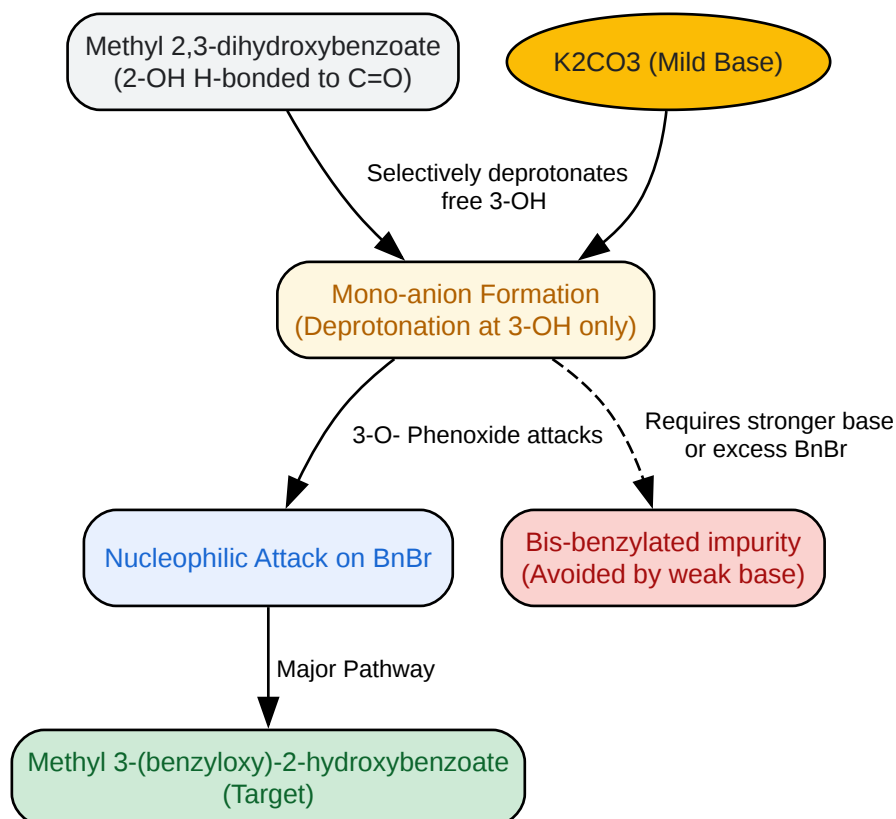 Methyl 2,3-dihydroxybenzoate
(2-OH H-bonded to C=O)
K2CO3 (Mild Base)
Selectively deprotonates
free 3-OH
Mono-anion Formation
(Deprotonation at 3-OH only)
3-O- Phenoxide attacks
Requires stronger base
or excess BnBr
Nucleophilic Attack on BnBr
Bis-benzylated impurity
(Avoided by weak base)
Major Pathway
Methyl 3-(benzyloxy)-2-hydroxybenzoate
(Target)